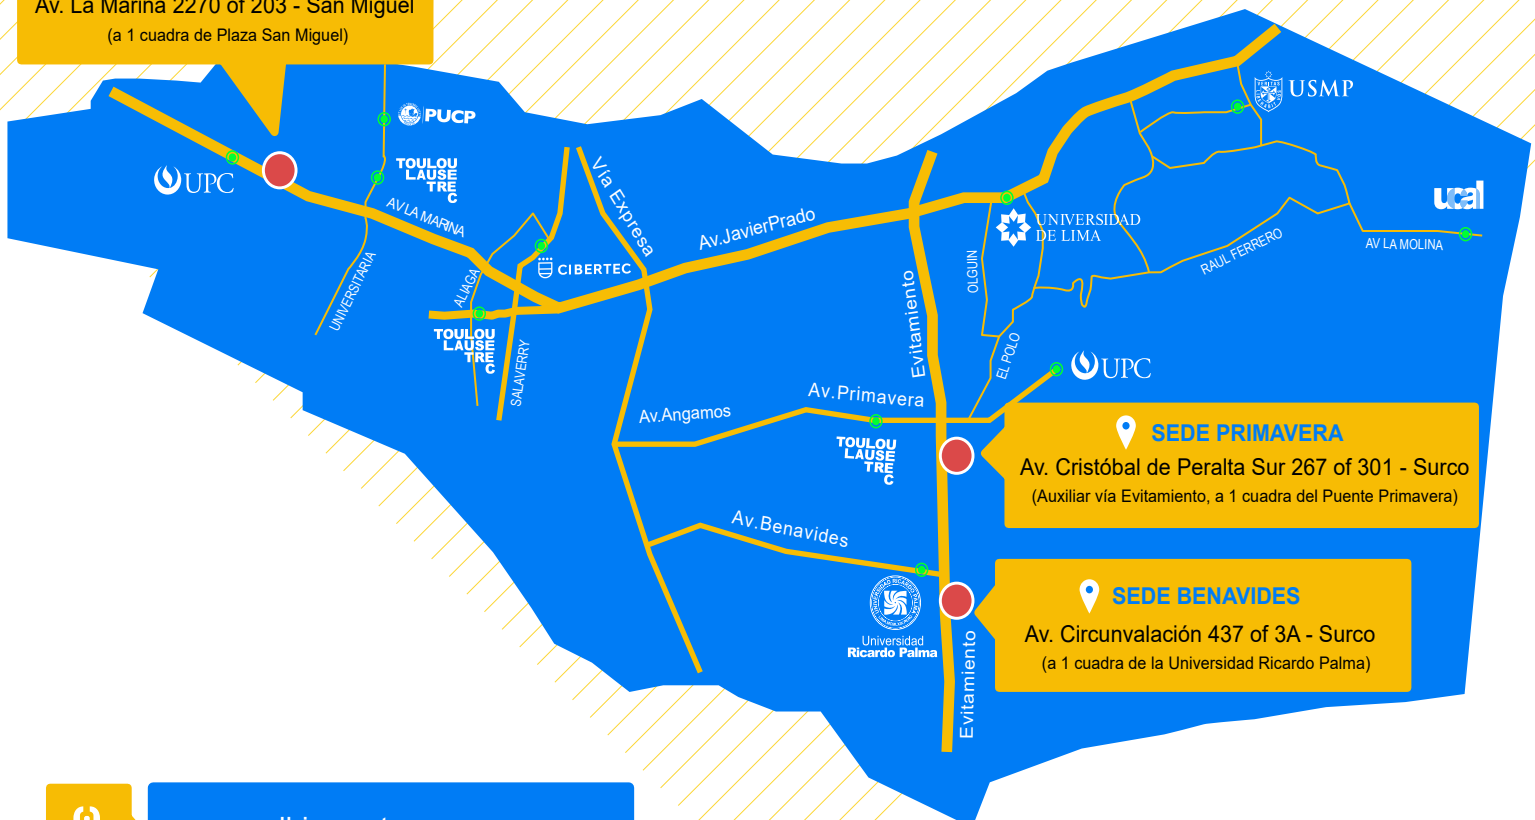 Av. La Marina 2270 of 203 - San Miguel
(a 1 cuadra de Plaza San Miguel)
PUCP
USMP
TOULOU
LAUSE
TRE
C
UPC
AV LA MARINA
Vía Expresa
Av.JavierPrado
UNIVERSIDAD
DE LIMA
ucal
AV LA MOLINA
RAUL FERRERO
UNIVERSITARIA
ALIAGA
CIBERTEC
OLGUIN
Evitamiento
TOULOU
LAUSE
TRE
C
SALAVERRY
EL POLO
UPC
Av.Primavera
Av.Angamos
TOULOU
LAUSE
TRE
C
SEDE PRIMAVERA
Av. Cristóbal de Peralta Sur 267 of 301 - Surco
(Auxiliar vía Evitamiento, a 1 cuadra del Puente Primavera)
Av.Benavides
SEDE BENAVIDES
Av. Circunvalación 437 of 3A - Surco
(a 1 cuadra de la Universidad Ricardo Palma)
Universidad
Ricardo Palma
Evitamiento